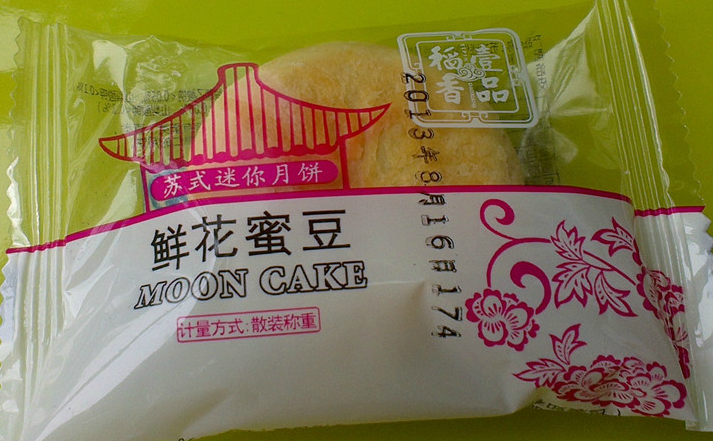 壹品
稻香
苏式迷你月饼
鲜花蜜豆
MOON CAKE
计量方式:散装称重
2013年8月16日174